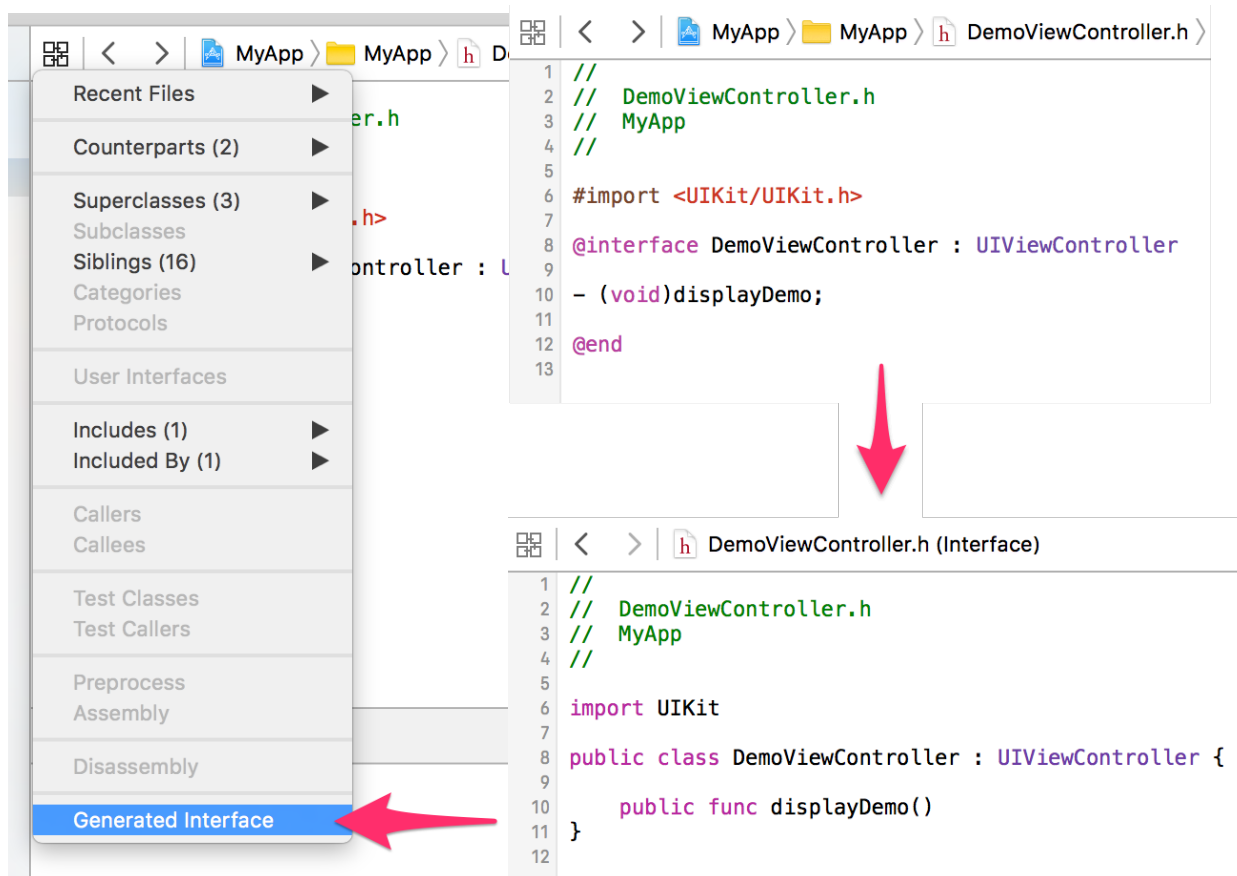 MyApp MyApp h D
Recent Files
Counterparts (2)
Superclasses (3)
Subclasses
Siblings (16)
Categories
Protocols
User Interfaces
Includes (1)
Included By (1)
Callers
Callees
Test Classes
Test Callers
Preprocess
Assembly
Disassembly
Generated Interface
er.h
.h>
ontroller : U
MyApp MyApp h DemoViewController.h
1 //
2 //  DemoViewController.h
3 //  MyApp
4 //
5
6 #import <UIKit/UIKit.h>
7
8 @interface DemoViewController : UIViewController
9
10 - (void)displayDemo;
11
12 @end
13
h DemoViewController.h (Interface)
1 //
2 //  DemoViewController.h
3 //  MyApp
4 //
5
6 import UIKit
7
8 public class DemoViewController : UIViewController {
9
10     public func displayDemo()
11 }
12